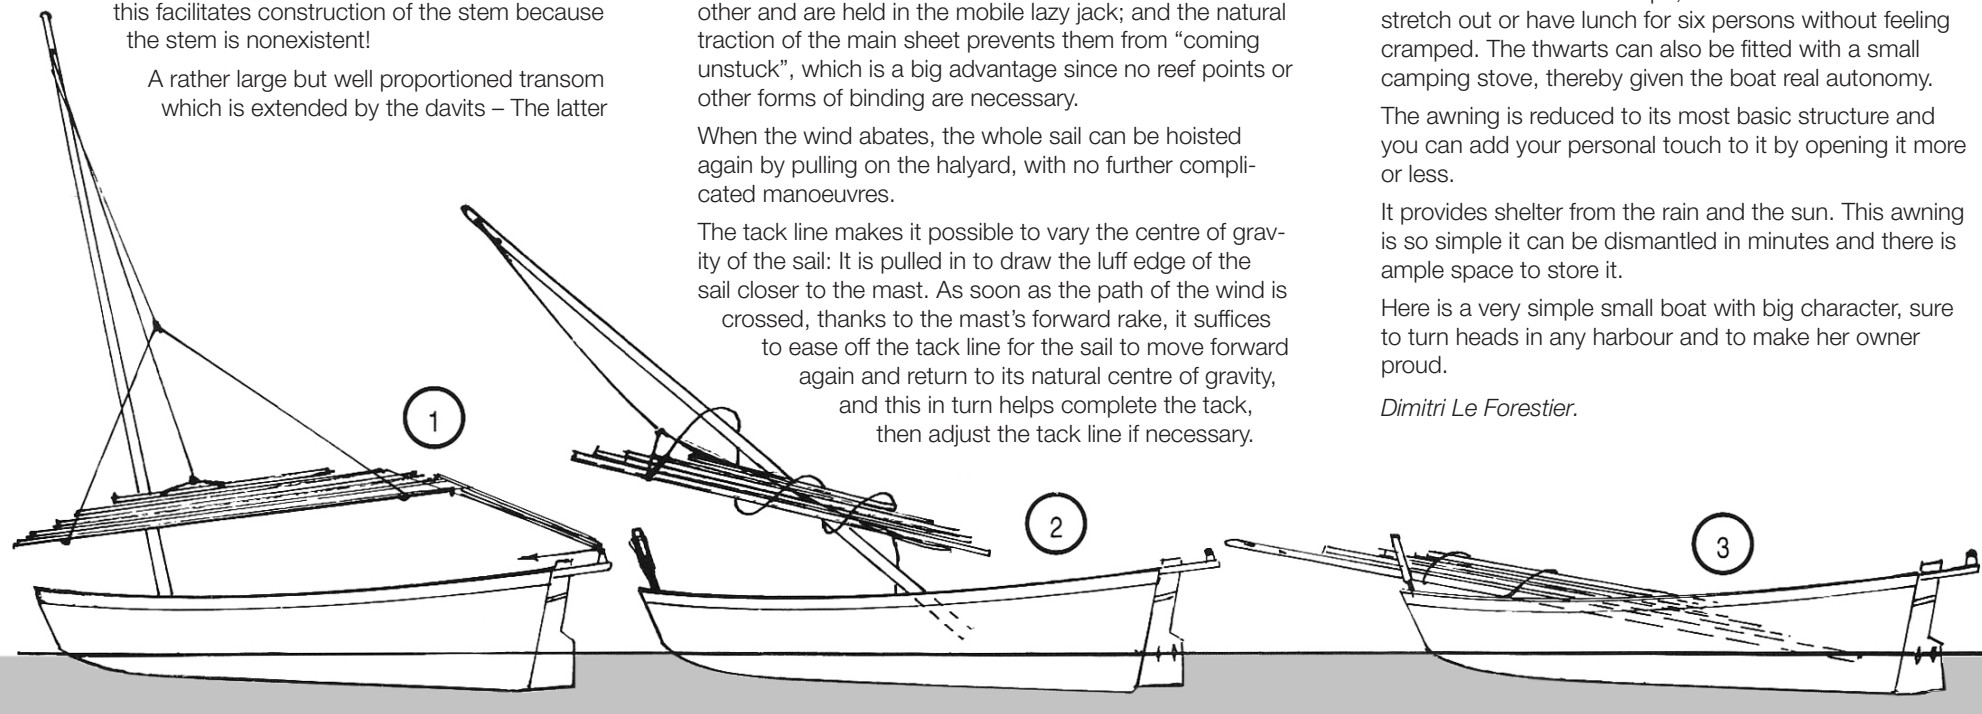 this facilitates construction of the stem because
the stem is nonexistent!
A rather large but well proportioned transom
which is extended by the davits – The latter
other and are held in the mobile lazy jack; and the natural
traction of the main sheet prevents them from “coming
unstuck”, which is a big advantage since no reef points or
other forms of binding are necessary.
When the wind abates, the whole sail can be hoisted
again by pulling on the halyard, with no further compli-
cated manoeuvres.
The tack line makes it possible to vary the centre of grav-
ity of the sail: It is pulled in to draw the luff edge of the
sail closer to the mast. As soon as the path of the wind is
crossed, thanks to the mast’s forward rake, it suffices
to ease off the tack line for the sail to move forward
again and return to its natural centre of gravity,
and this in turn helps complete the tack,
then adjust the tack line if necessary.
stretch out or have lunch for six persons without feeling
cramped. The thwarts can also be fitted with a small
camping stove, thereby given the boat real autonomy.
The awning is reduced to its most basic structure and
you can add your personal touch to it by opening it more
or less.
It provides shelter from the rain and the sun. This awning
is so simple it can be dismantled in minutes and there is
ample space to store it.
Here is a very simple small boat with big character, sure
to turn heads in any harbour and to make her owner
proud.
Dimitri Le Forestier.
1
2
3